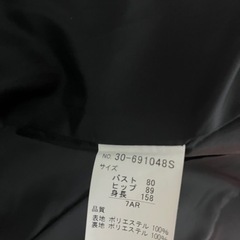 NO. 30-691048S
サイズ
バスト 80
ヒップ 89
身長 158
7AR
品質
表地 ポリエステル 100%
裏地 ポリエステル 100%